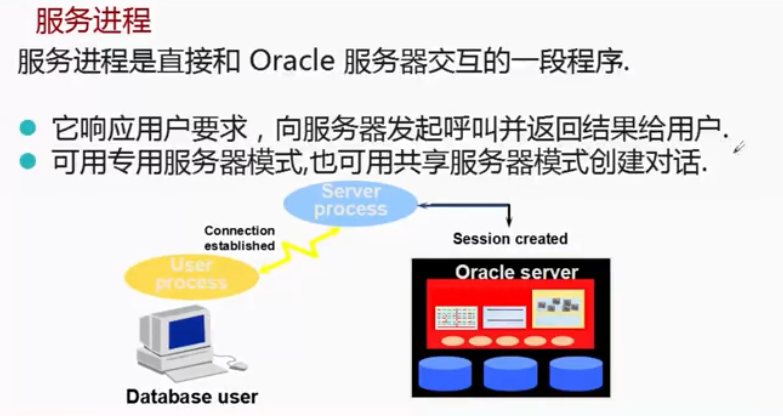 服务进程
服务进程是直接和 Oracle 服务器交互的一段程序.
它响应用户要求，向服务器发起呼叫并返回结果给用户.
可用专用服务器模式,也可用共享服务器模式创建对话.
Server
process
Connection
established
Session created
User
process
Oracle server
Database user